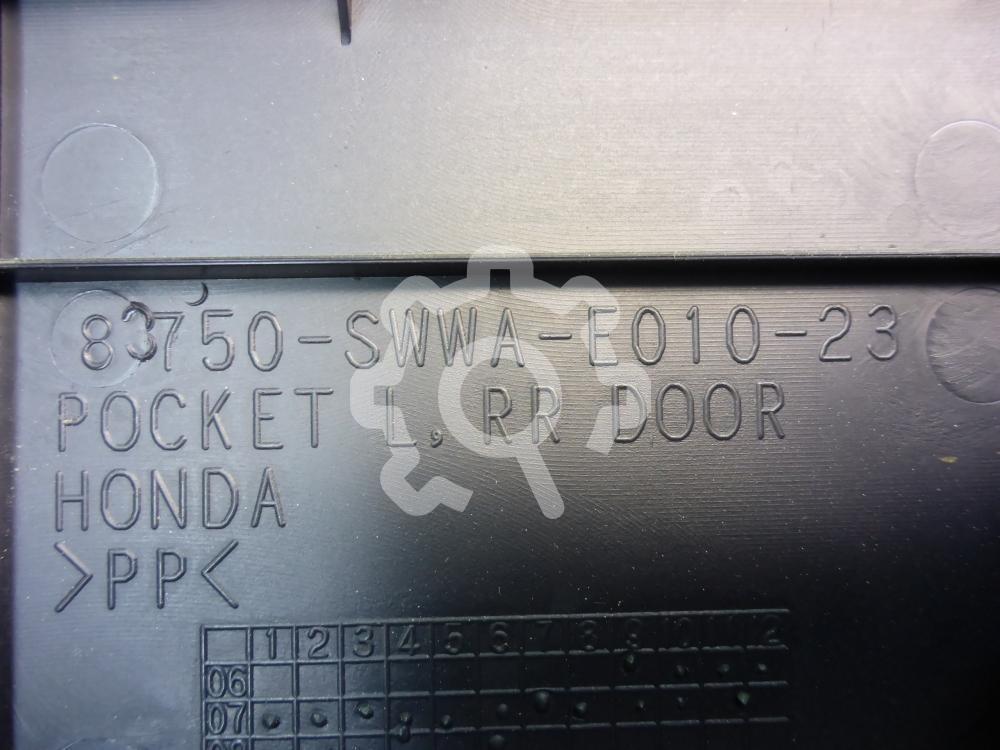 83750-SWWA-E010-23
POCKET L, RR DOOR
HONDA
>PP<
1 2 3 4 5 6 7 8 9 10 11 12
06
07